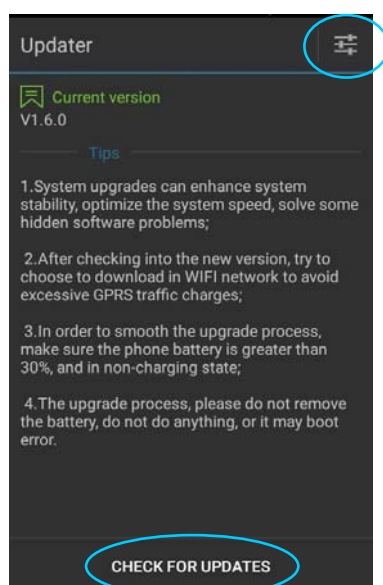 Updater
Current version
V1.6.0
Tips
1.System upgrades can enhance system
stability, optimize the system speed, solve some
hidden software problems;
2.After checking into the new version, try to
choose to download in WIFI network to avoid
excessive GPRS traffic charges;
3.In order to smooth the upgrade process,
make sure the phone battery is greater than
30%, and in non-charging state;
4.The upgrade process, please do not remove
the battery, do not do anything, or it may boot
error.
CHECK FOR UPDATES